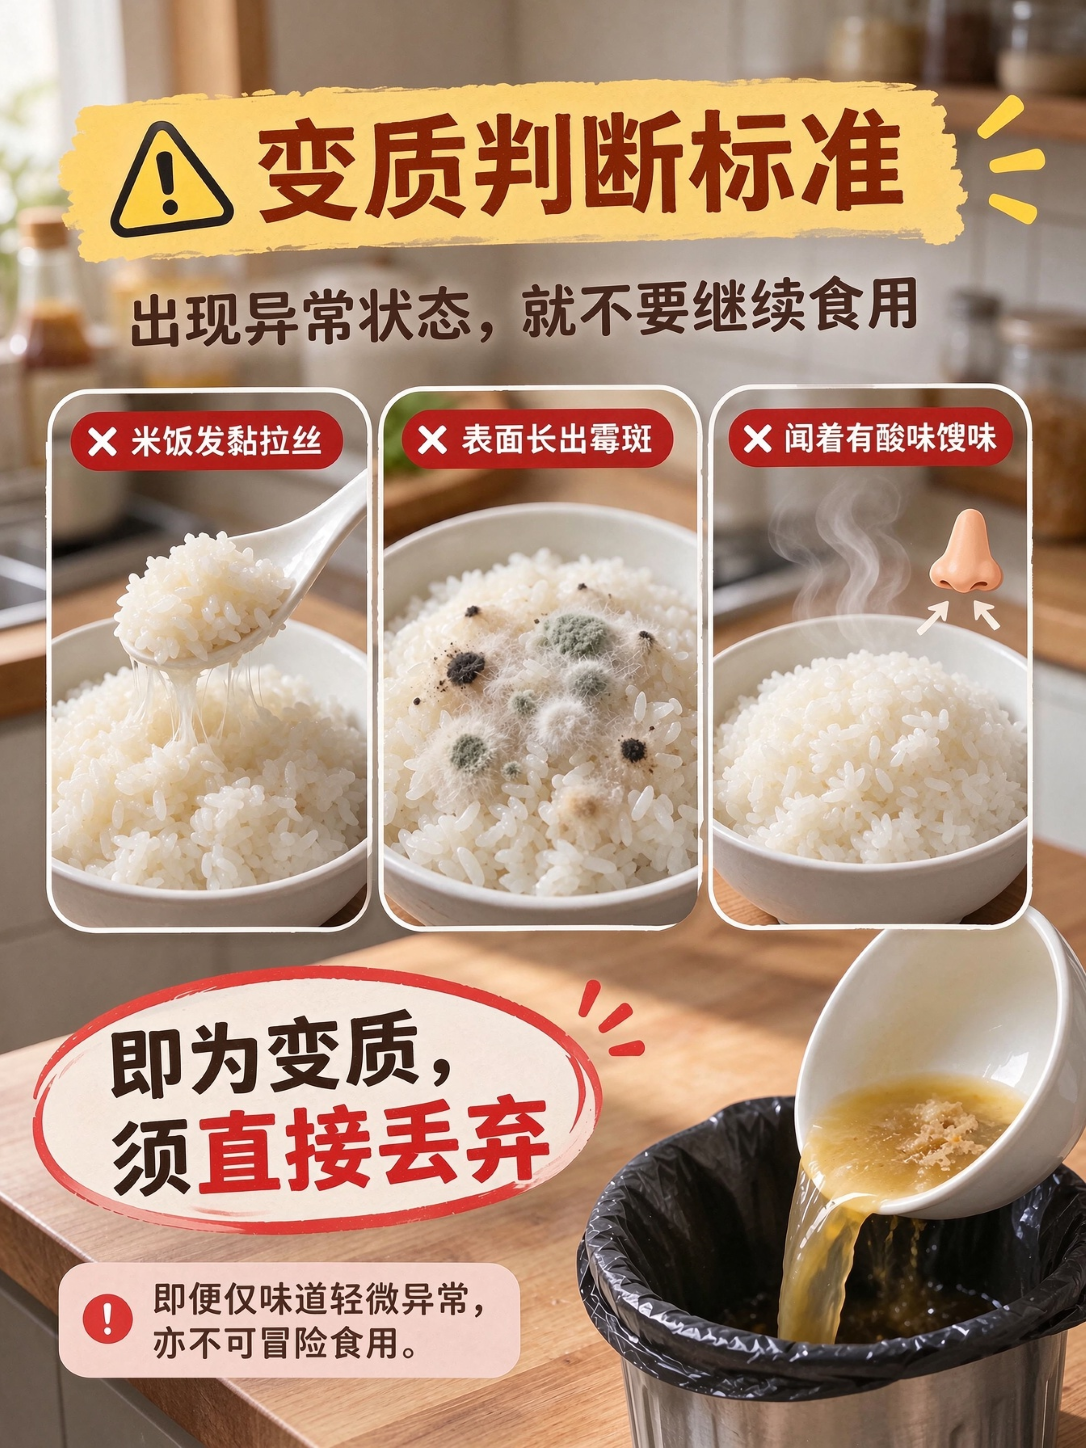 变质判断标准
出现异常状态，就不要继续食用
米饭发黏拉丝
表面长出霉斑
闻着有酸味馊味
即为变质，
须直接丢弃
即便仅味道轻微异常，
亦不可冒险食用。